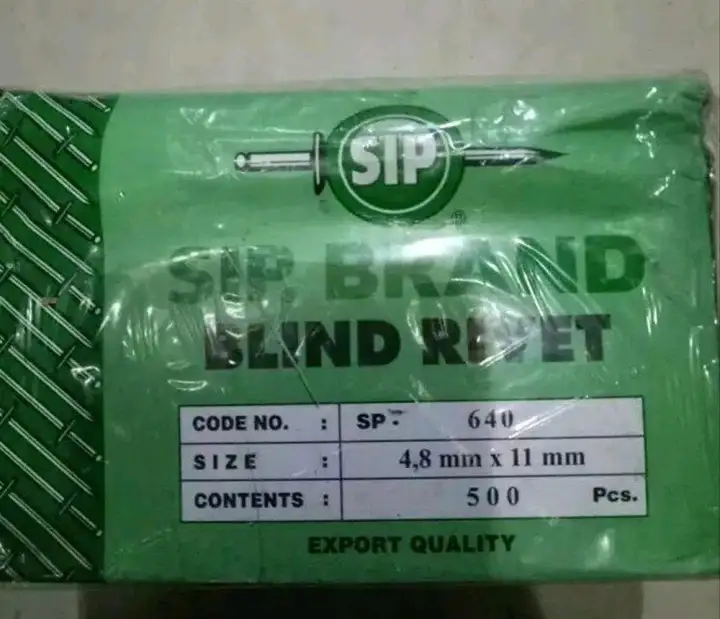 SIP
®
SIP, BRAND
BLIND RIVET
CODE NO. : SP - 640
SIZE : 4,8 mm x 11 mm
CONTENTS : 500 Pcs.
EXPORT QUALITY